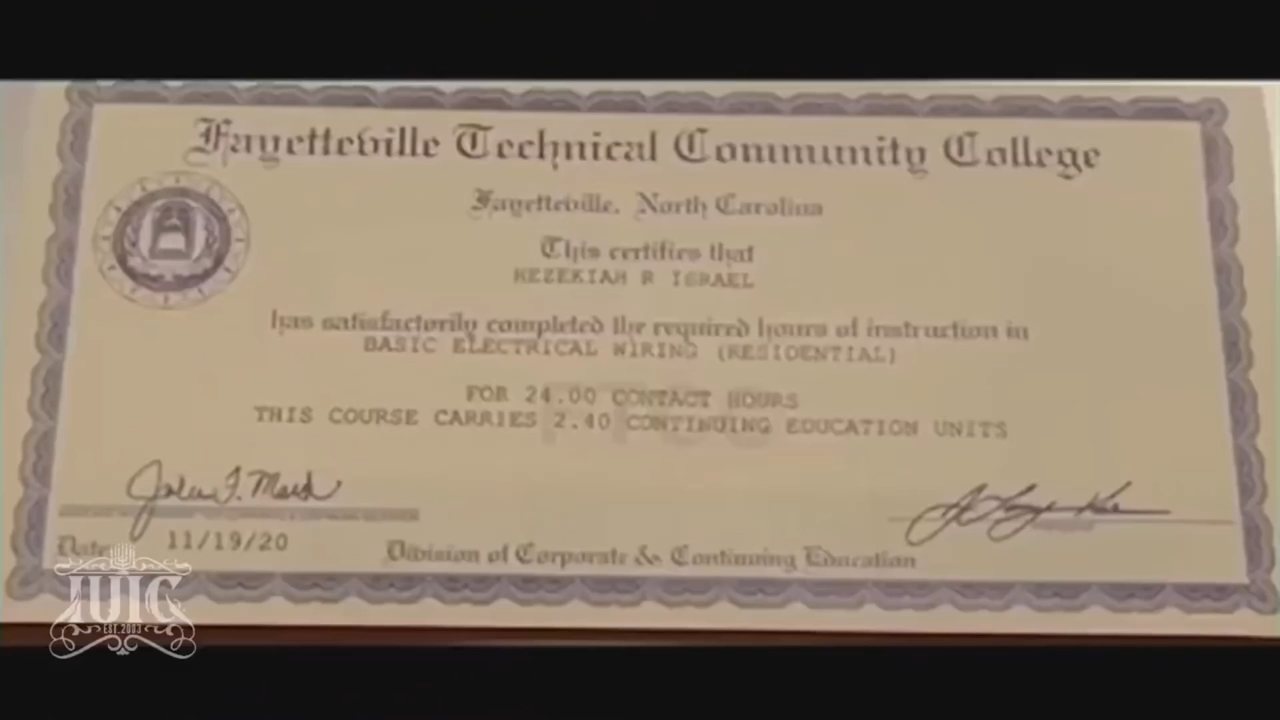 Fayetteville Technical Community College
Fayetteville, North Carolina
This certifies that
HEZEKIAH R ISRAEL
has satisfactorily completed the required hours of instruction in
BASIC ELECTRICAL WIRING (RESIDENTIAL)
FOR 24.00 CONTACT HOURS
THIS COURSE CARRIES 2.40 CONTINUING EDUCATION UNITS
Date 11/19/20
Division of Corporate & Continuing Education
IUIC
EST.2003